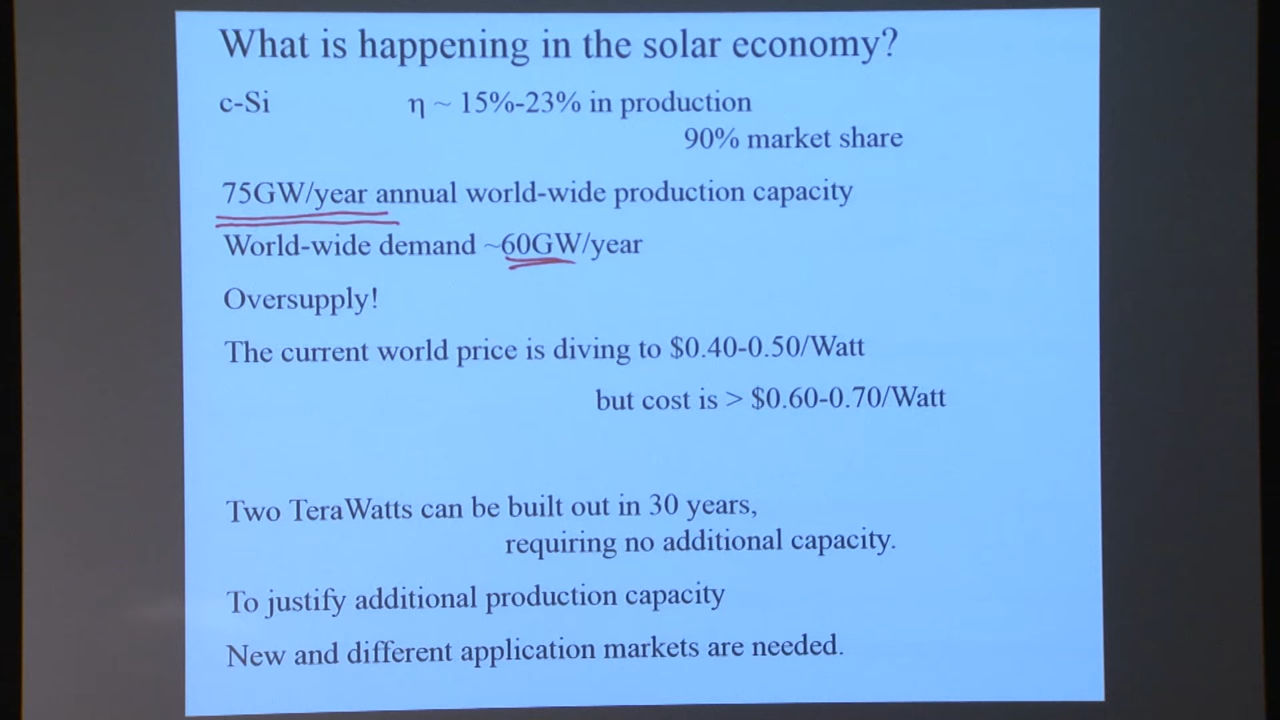 What is happening in the solar economy?
c-Si η ~ 15%-23% in production
90% market share
75GW/year annual world-wide production capacity
World-wide demand ~60GW/year
Oversupply!
The current world price is diving to $0.40-0.50/Watt
but cost is > $0.60-0.70/Watt
Two TeraWatts can be built out in 30 years,
requiring no additional capacity.
To justify additional production capacity
New and different application markets are needed.